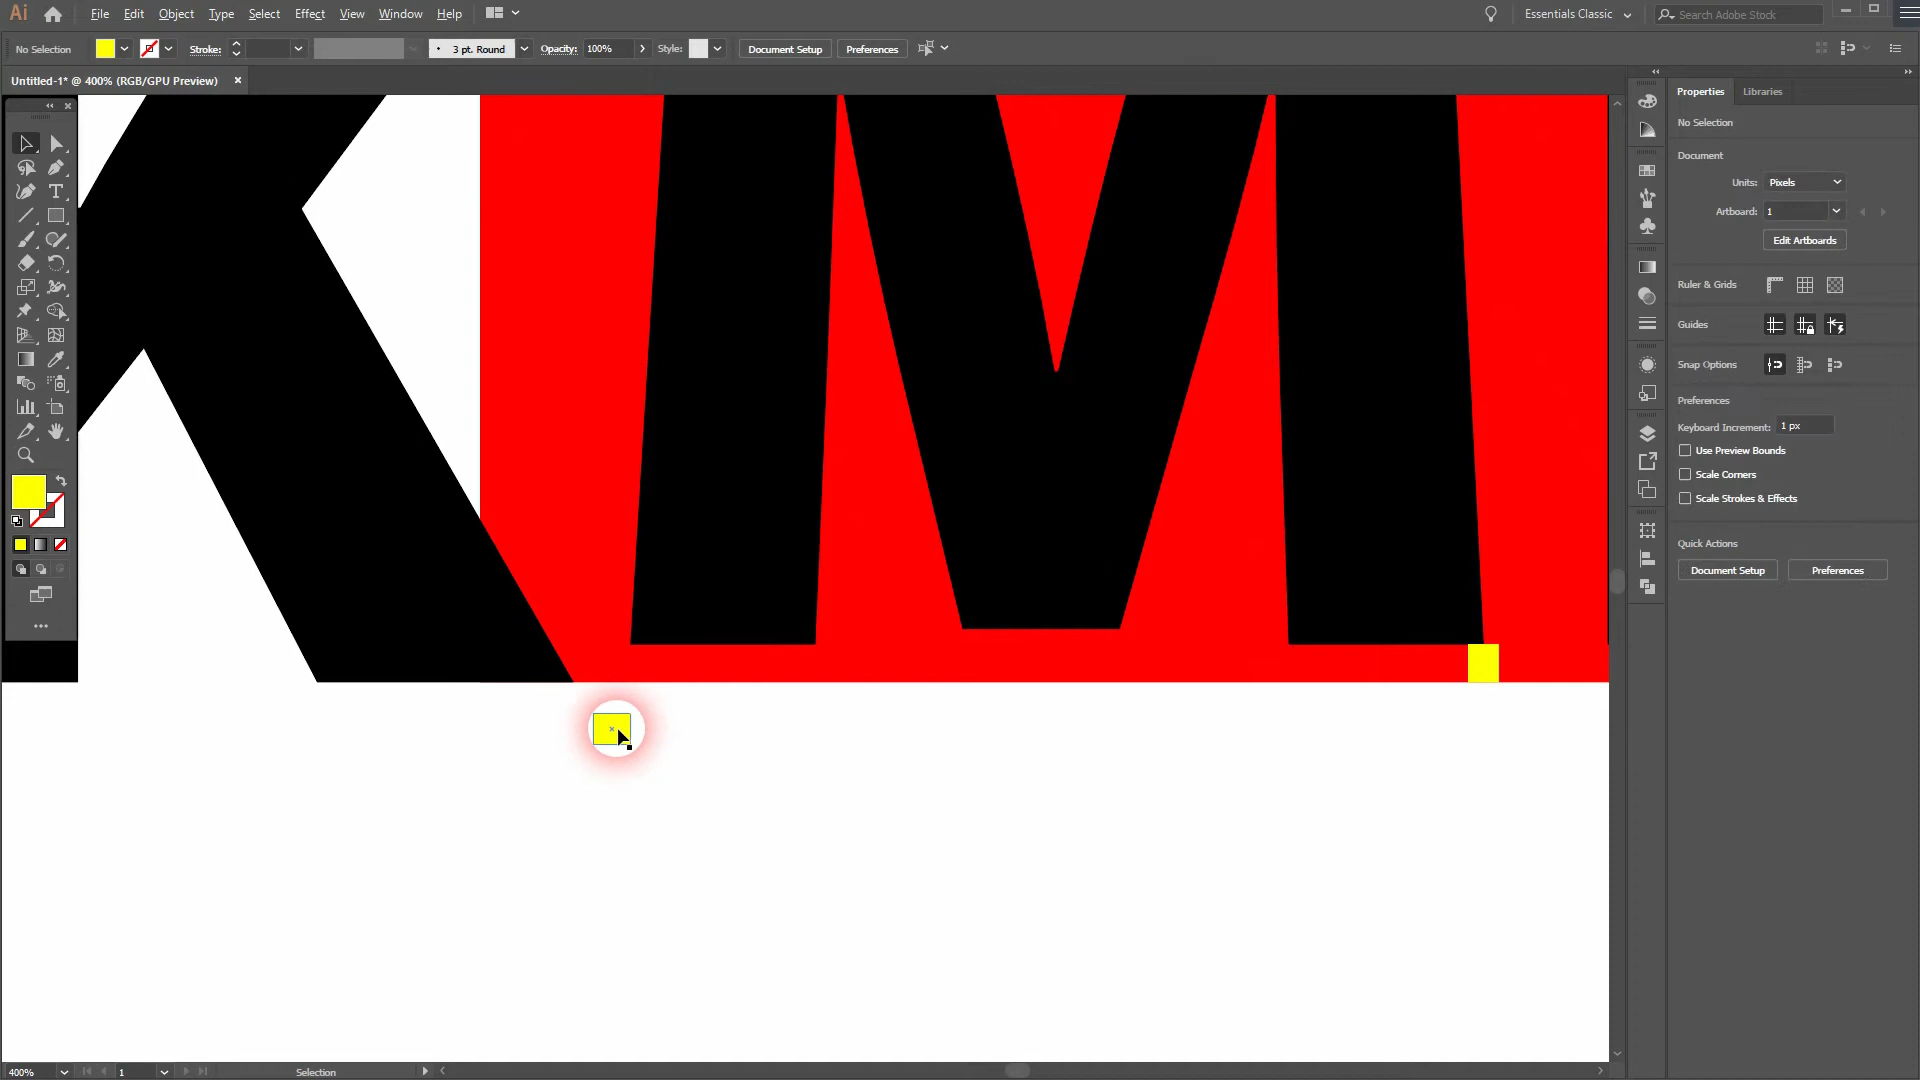 Ai File Edit Object Type Select Effect View Window Help Essentials Classic Search Adobe Stock
No Selection Stroke: 3 pt. Round Opacity: 100% Style: Document Setup Preferences
Untitled-1* @ 400% (RGB/GPU Preview)
Properties Libraries
No Selection
Document
Units: Pixels
Artboard: 1
Edit Artboards
Ruler & Grids
Guides
Snap Options
Preferences
Keyboard Increment: 1 px
Use Preview Bounds
Scale Corners
Scale Strokes & Effects
Quick Actions
Document Setup Preferences
KM
400% 1 Selection